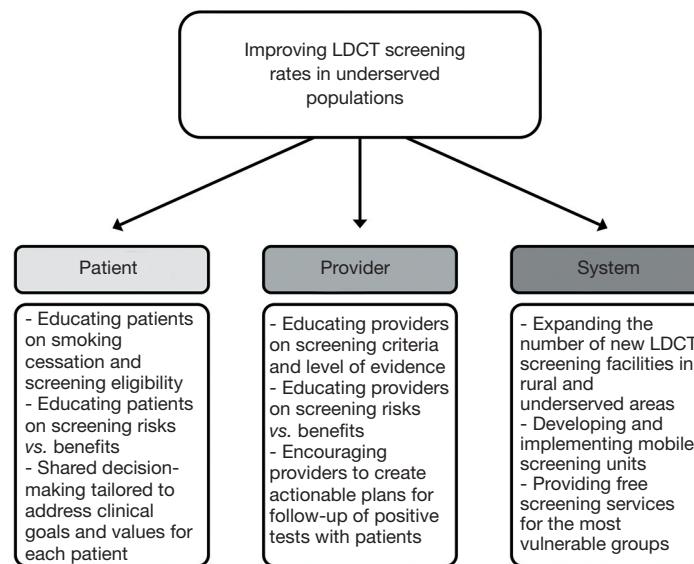 Improving LDCT screening
rates in underserved
populations
Patient
Provider
System
- Educating patients
on smoking
cessation and
screening eligibility
- Educating patients
on screening risks
vs. benefits
- Shared decision-
making tailored to
address clinical
goals and values for
each patient
- Educating providers
on screening criteria
and level of evidence
- Educating providers
on screening risks
vs. benefits
- Encouraging
providers to create
actionable plans for
follow-up of positive
tests with patients
- Expanding the
number of new LDCT
screening facilities in
rural and
underserved areas
- Developing and
implementing mobile
screening units
- Providing free
screening services
for the most
vulnerable groups